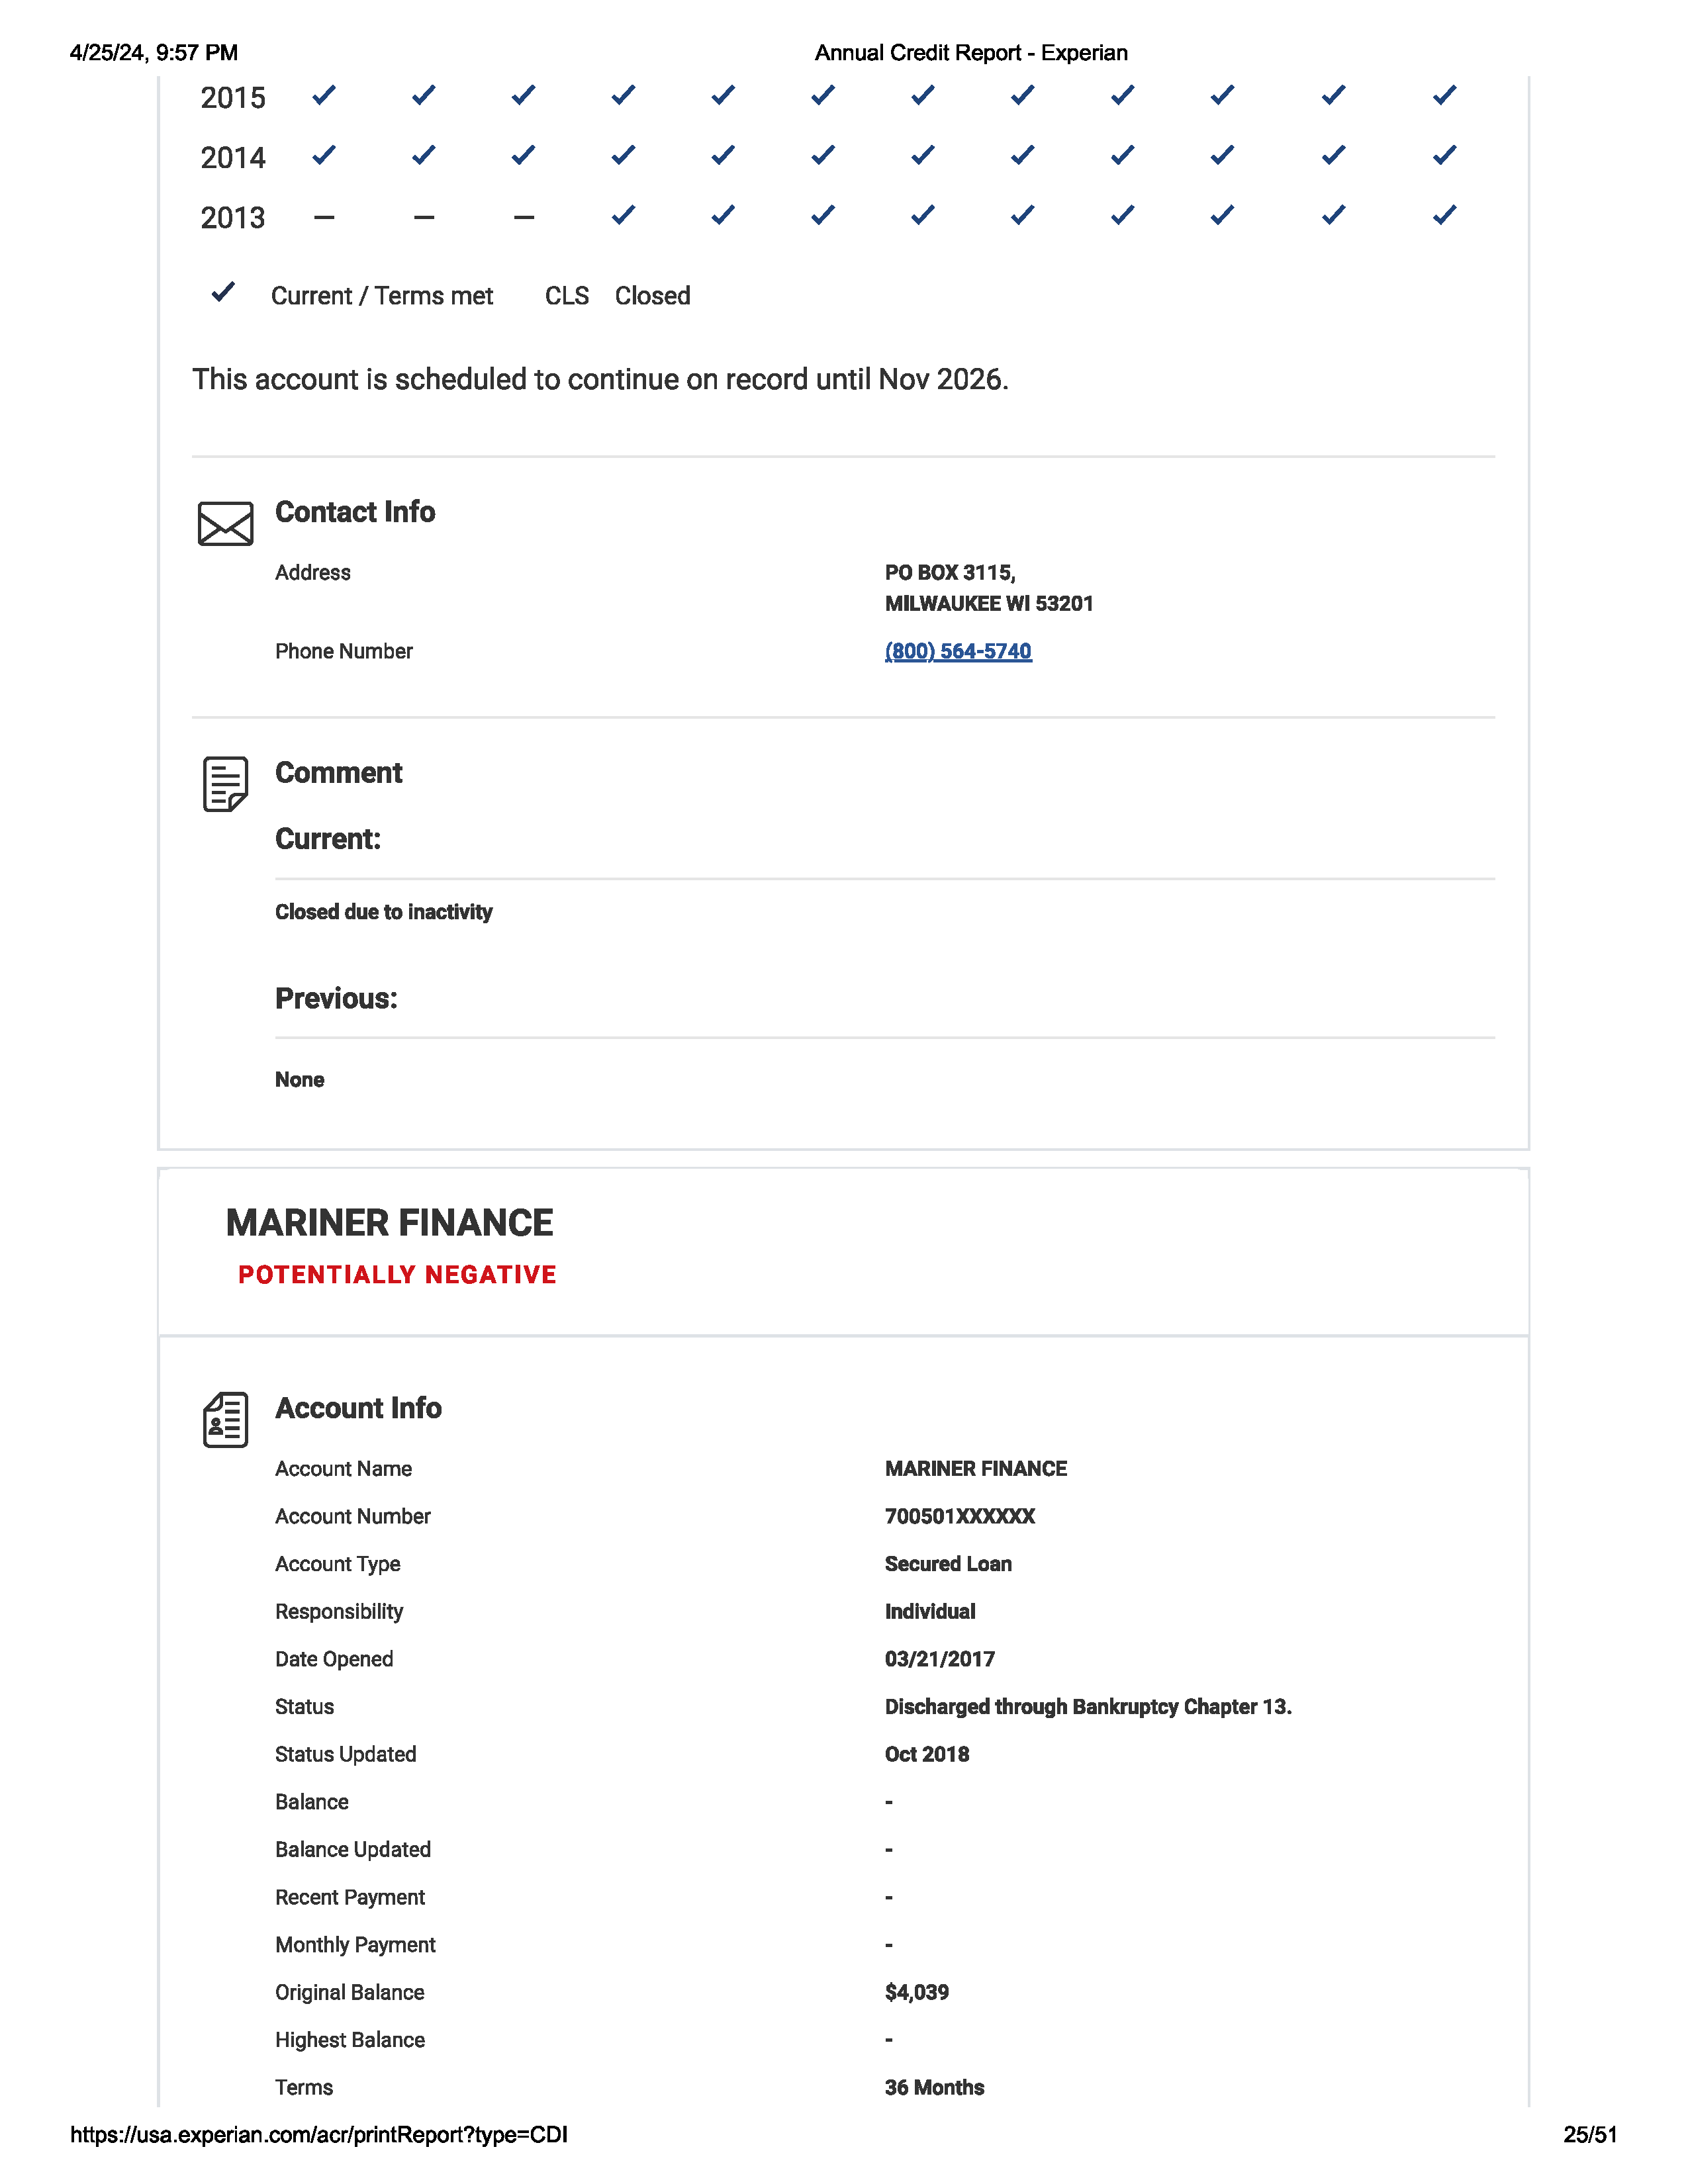 4/25/24, 9:57 PM Annual Credit Report - Experian
2015 ✓ ✓ ✓ ✓ ✓ ✓ ✓ ✓ ✓ ✓ ✓ ✓
2014 ✓ ✓ ✓ ✓ ✓ ✓ ✓ ✓ ✓ ✓ ✓ ✓
2013 – – – ✓ ✓ ✓ ✓ ✓ ✓ ✓ ✓ ✓
✓ Current / Terms met CLS Closed
This account is scheduled to continue on record until Nov 2026.
Contact Info
Address PO BOX 3115,
MILWAUKEE WI 53201
Phone Number (800) 564-5740
Comment
Current:
Closed due to inactivity
Previous:
None
MARINER FINANCE
POTENTIALLY NEGATIVE
Account Info
Account Name MARINER FINANCE
Account Number 700501XXXXXX
Account Type Secured Loan
Responsibility Individual
Date Opened 03/21/2017
Status Discharged through Bankruptcy Chapter 13.
Status Updated Oct 2018
Balance -
Balance Updated -
Recent Payment -
Monthly Payment -
Original Balance $4,039
Highest Balance -
Terms 36 Months
https://usa.experian.com/acr/printReport?type=CDI 25/51